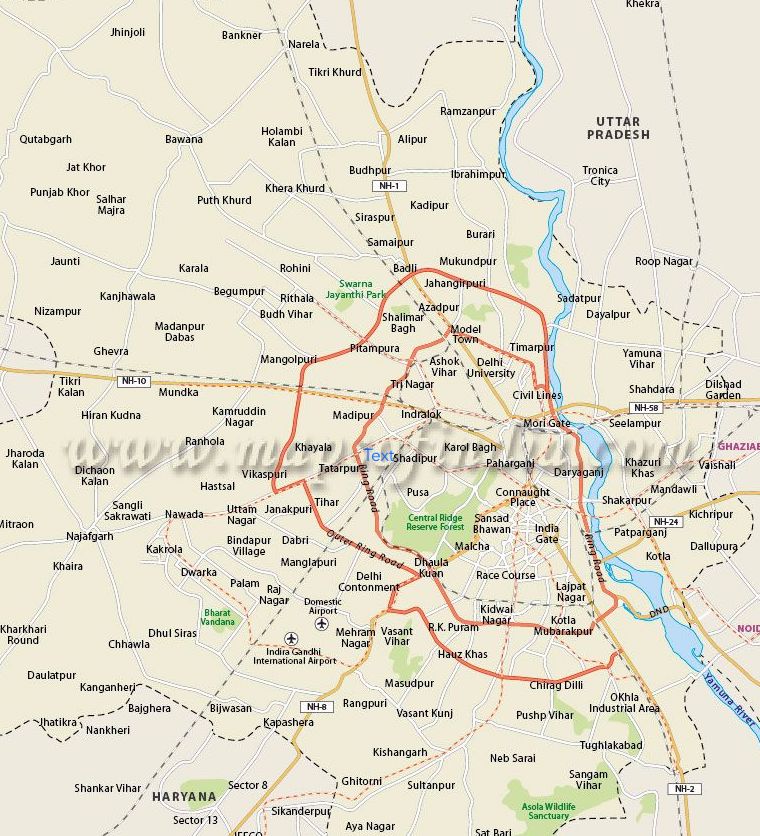 Khekra
Jhinjoli
Bankner
Narela
Tikri Khurd
Ramzanpur
UTTAR
PRADESH
Qutabgarh
Bawana
Holambi
Kalan
Alipur
Jat Khor
Budhpur
Ibrahimpur
Tronica
City
NH-1
Punjab Khor
Salhar
Majra
Puth Khurd
Khera Khurd
Kadipur
Siraspur
Samaipur
Burari
Jaunti
Karala
Rohini
Badli
Mukundpur
Roop Nagar
Kanjhawala
Begumpur
Rithala
Swarna
Jayanthi Park
Jahangirpuri
Sadatpur
Nizampur
Budh Vihar
Azadpur
Dayalpur
Madanpur
Dabas
Shalimar
Bagh
Model
Town
Ghevra
Mangolpuri
Pitampura
Timarpur
Yamuna
Vihar
Ashok
Vihar
Delhi
University
Tikri
Kalan
NH-10
Mundka
Tri Nagar
Civil Lines
Shahdara
Dilshad
Garden
NH-58
Hiran Kudna
Kamruddin
Nagar
Madipur
Indralok
Mori Gate
Seelampur
Ranhola
Khayala
Text
Karol Bagh
GHAZIAB
www.mapsofindia.com
Jharoda
Kalan
Dichaon
Kalan
Vikaspuri
Tatarpur
Shadipur
Paharganj
Daryaganj
Khazuri
Khas
Vaishali
Hastsal
Ring Road
Pusa
Connaught
Place
Shakarpur
Mandawli
Sangli
Sakrawati
Nawada
Uttam
Nagar
Janakpuri
Tihar
Central Ridge
Reserve Forest
Sansad
Bhawan
India
Gate
NH-24
Kichripur
Mitraon
Najafgarh
Patparganj
Kakrola
Bindapur
Village
Dabri
Outer Ring Road
Malcha
Ring Road
Kotla
Dallupura
Khaira
Dwarka
Manglapuri
Dhaula
Kuan
Race Course
Palam
Raj
Nagar
Delhi
Contonment
Lajpat
Nagar
Domestic
Airport
Kidwai
Nagar
DND
Bharat
Vandana
Kharkhari
Round
Chhawla
Dhul Siras
Mehram
Nagar
Vasant
Vihar
R.K. Puram
Kotla
Mubarakpur
NOID
Indira Gandhi
International Airport
Hauz Khas
Daulatpur
Kanganheri
Masudpur
Chirag Dilli
Yamuna River
Bajghera
Bijwasan
NH-8
Rangpuri
OKhla
Industrial Area
Jhatikra
Nankheri
Kapashera
Vasant Kunj
Pushp Vihar
Kishangarh
Neb Sarai
Tughlakabad
Shankar Vihar
Sector 8
Ghitorni
Sultanpur
Sangam
Vihar
NH-2
HARYANA
Sikanderpur
Asola Wildlife
Sanctuary
Sector 13
Aya Nagar
Sat Bari
IFFCO